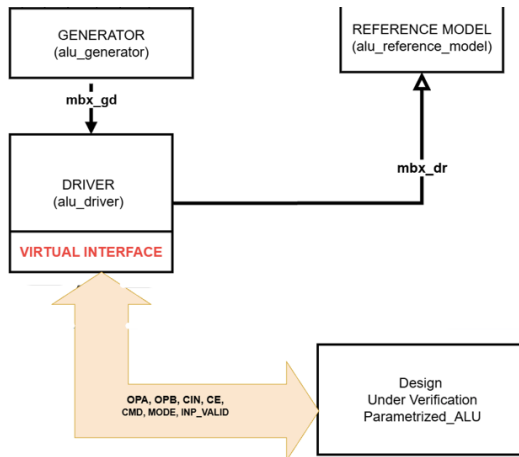 GENERATOR
(alu_generator)
REFERENCE MODEL
(alu_reference_model)
mbx_gd
DRIVER
(alu_driver)
mbx_dr
VIRTUAL INTERFACE
OPA, OPB, CIN, CE,
CMD, MODE, INP_VALID
Design
Under Verification
Parametrized_ALU